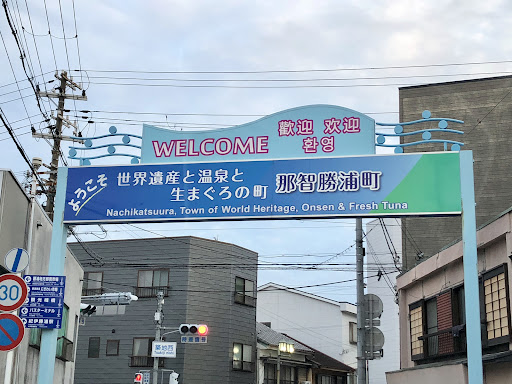 WELCOME 歡迎 欢迎
환영
ようこそ
世界遺産と温泉と
生まぐろの町 那智勝浦町
Nachikatsuura, Town of World Heritage, Onsen & Fresh Tuna
30
築地西